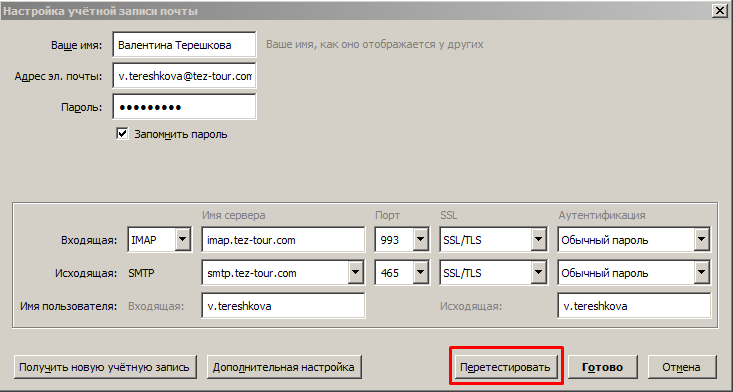 Настройка учётной записи почты
Ваше имя: Валентина Терешкова Ваше имя, как оно отображается у других
Адрес эл. почты: v.tereshkova@tez-tour.com
Пароль: •••••••••
Запомнить пароль
Имя сервера Порт SSL Аутентификация
Входящая: IMAP imap.tez-tour.com 993 SSL/TLS Обычный пароль
Исходящая: SMTP smtp.tez-tour.com 465 SSL/TLS Обычный пароль
Имя пользователя: Входящая: v.tereshkova Исходящая: v.tereshkova
Получить новую учётную запись Дополнительная настройка Перетестировать Готово Отмена